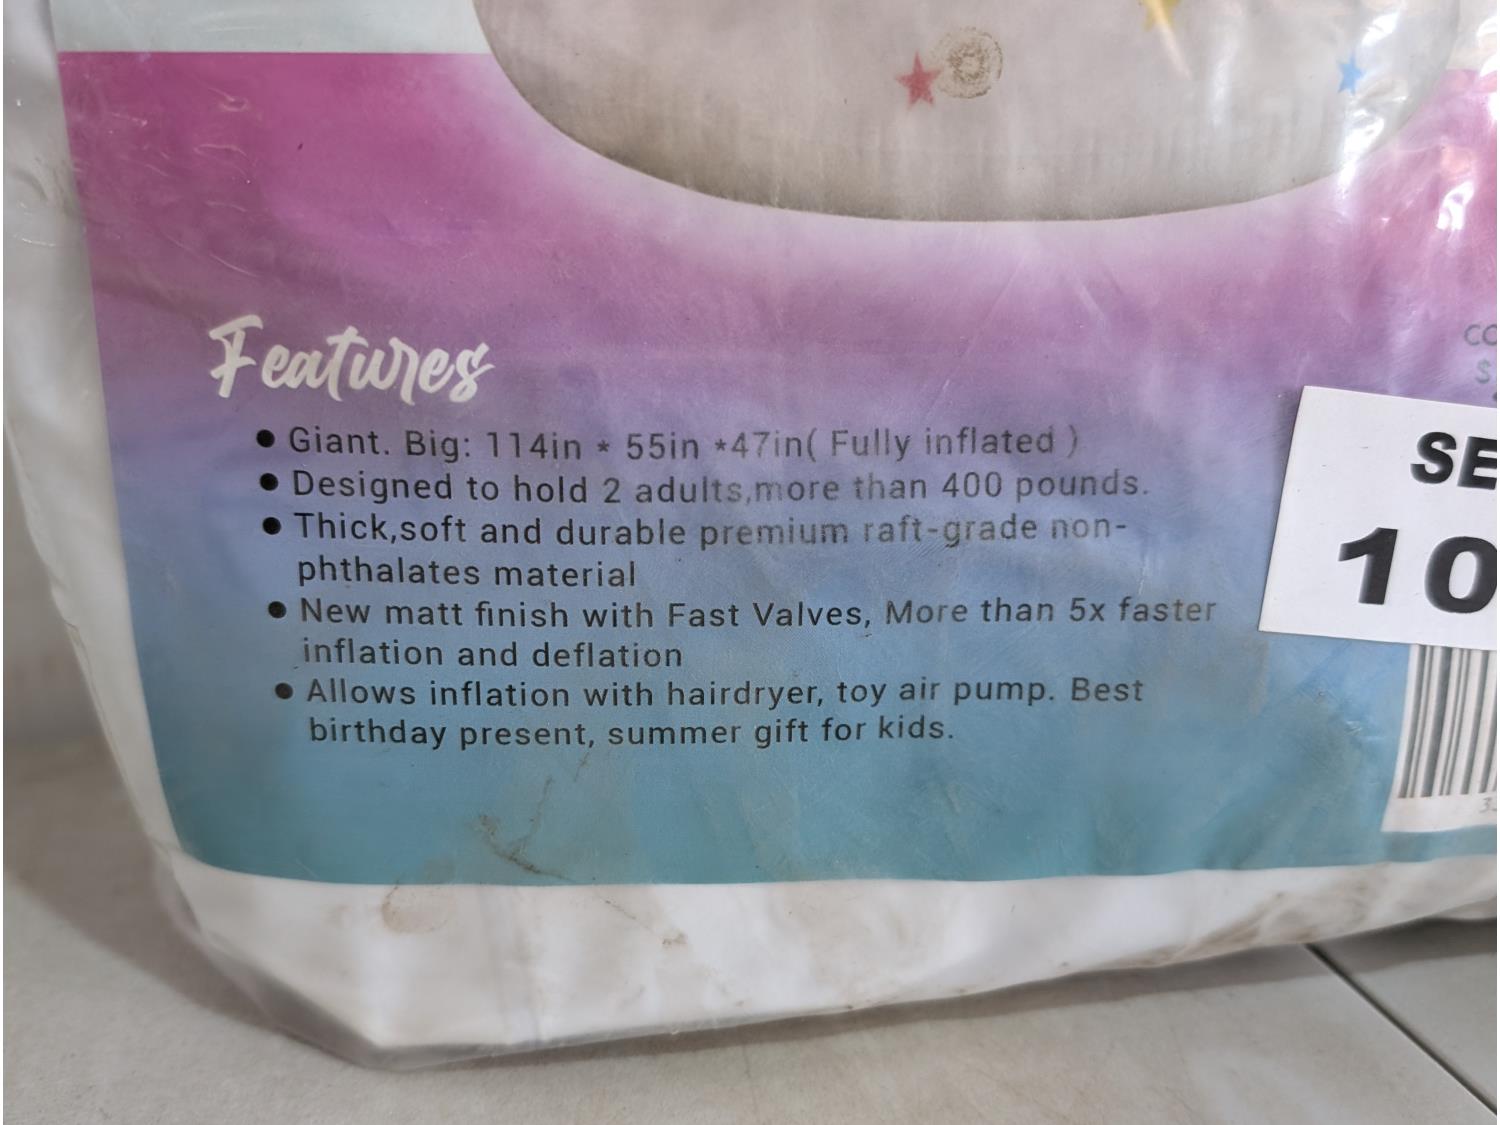 Features
● Giant. Big: 114in * 55in *47in( Fully inflated )
● Designed to hold 2 adults,more than 400 pounds.
● Thick,soft and durable premium raft-grade non-
phthalates material
● New matt finish with Fast Valves, More than 5x faster
inflation and deflation
● Allows inflation with hairdryer, toy air pump. Best
birthday present, summer gift for kids.
CO
$
SE
10
3